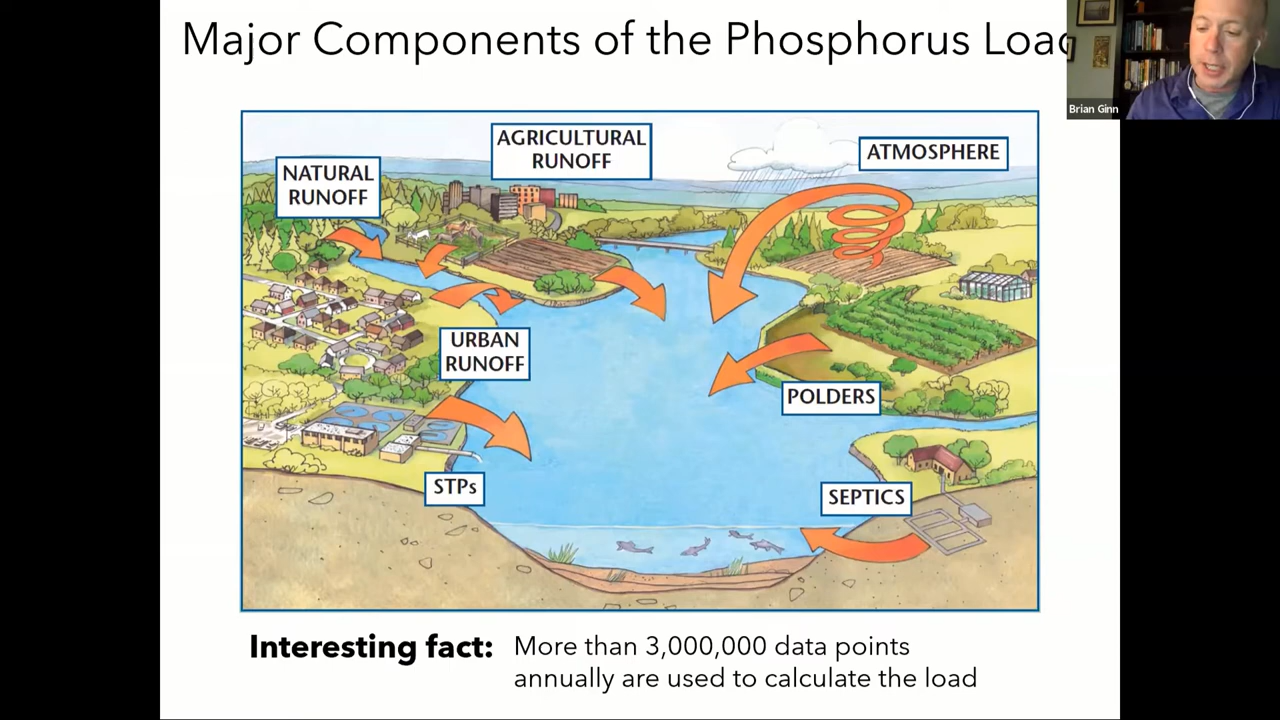 Major Components of the Phosphorus Load
Brian Ginn
AGRICULTURAL
RUNOFF
ATMOSPHERE
NATURAL
RUNOFF
URBAN
RUNOFF
POLDERS
STPs
SEPTICS
Interesting fact: More than 3,000,000 data points
annually are used to calculate the load